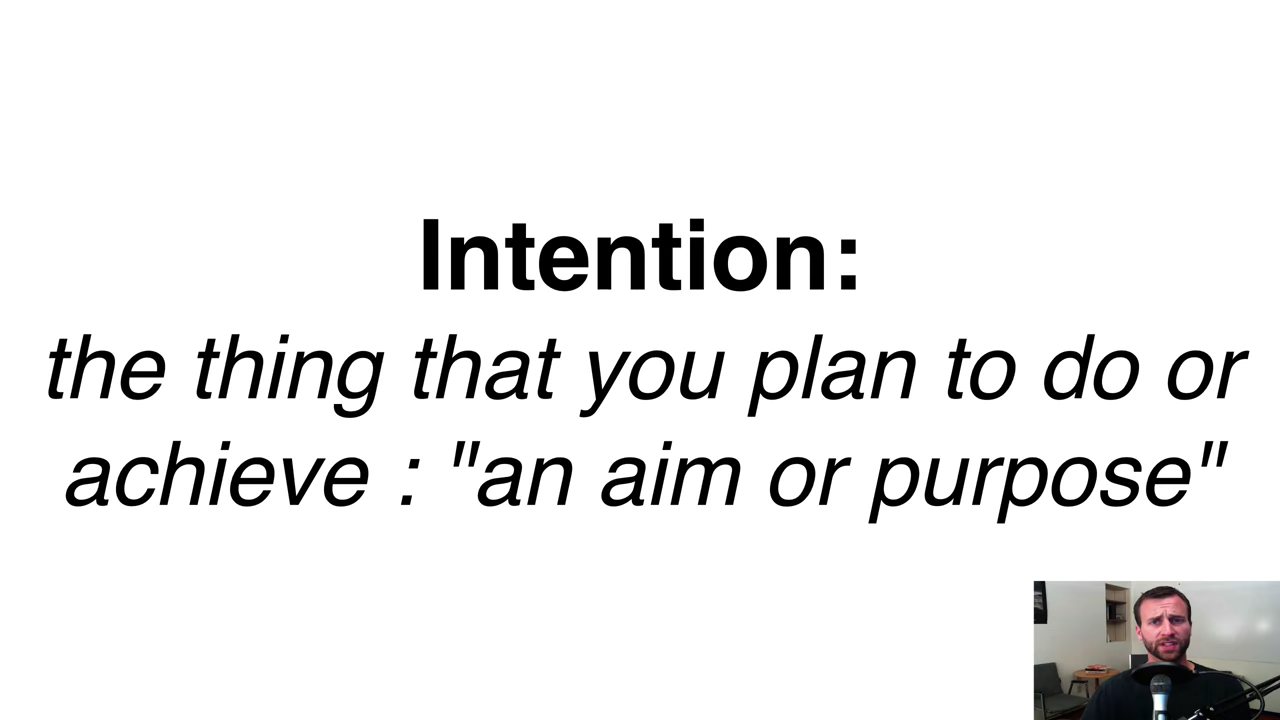 Intention:
the thing that you plan to do or
achieve : "an aim or purpose"